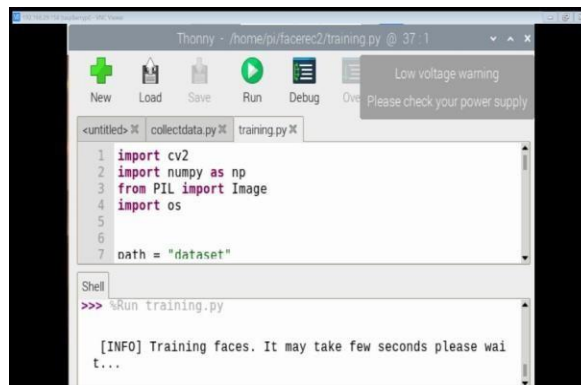 Thonny - /home/pi/facerec2/training.py @ 37:1
Low voltage warning
Please check your power supply
New Load Save Run Debug
<untitled> collectdata.py training.py
1 import cv2
2 import numpy as np
3 from PIL import Image
4 import os
5
6
7 path = "dataset"
Shell
>>> %Run training.py
[INFO] Training faces. It may take few seconds please wai
t...